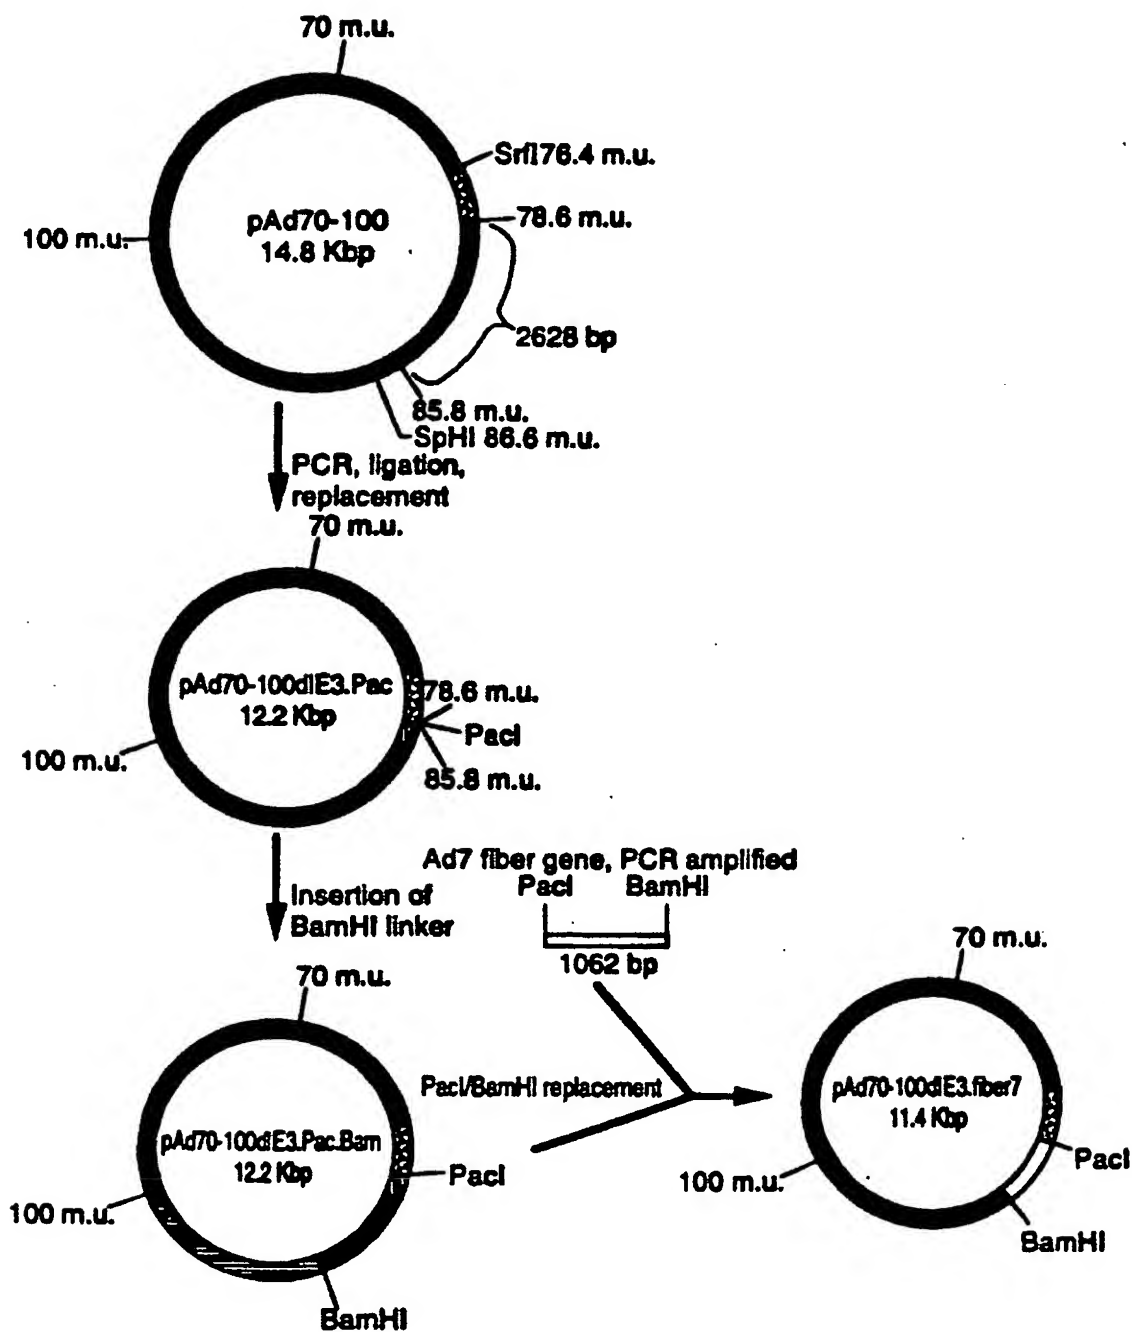 70 m.u.
SrfI 76.4 m.u.
78.6 m.u.
pAd70-100
14.8 Kbp
100 m.u.
2628 bp
85.8 m.u.
SpHI 86.6 m.u.
PCR, ligation,
replacement
70 m.u.
pAd70-100dlE3.Pac
12.2 Kbp
78.6 m.u.
PacI
85.8 m.u.
100 m.u.
Ad7 fiber gene, PCR amplified
PacI BamHI
1062 bp
Insertion of
BamHI linker
70 m.u.
pAd70-100dlE3.Pac.Bam
12.2 Kbp
PacI
100 m.u.
BamHI
PacI/BamHI replacement
70 m.u.
pAd70-100dlE3.fiber7
11.4 Kbp
PacI
100 m.u.
BamHI